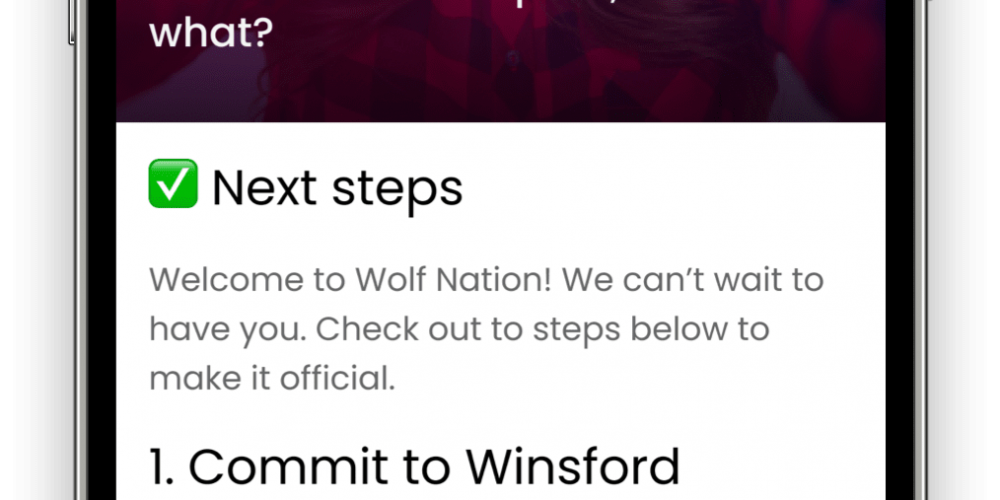 what?
✅ Next steps
Welcome to Wolf Nation! We can’t wait to
have you. Check out to steps below to
make it official.
1. Commit to Winsford